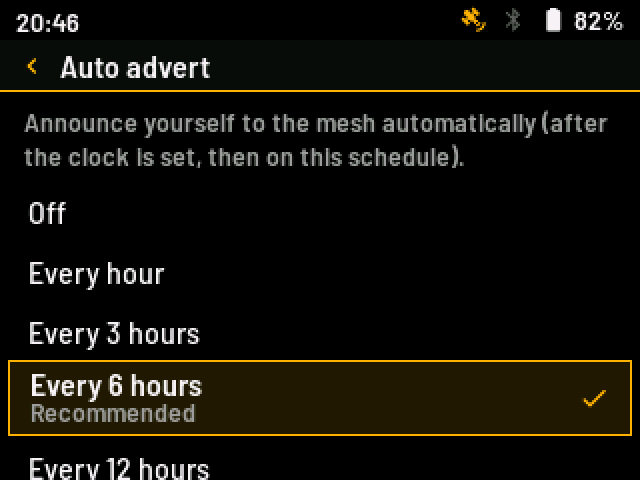 20:46
82%
Auto advert
Announce yourself to the mesh automatically (after
the clock is set, then on this schedule).
Off
Every hour
Every 3 hours
Every 6 hours
Recommended
Every 12 hours